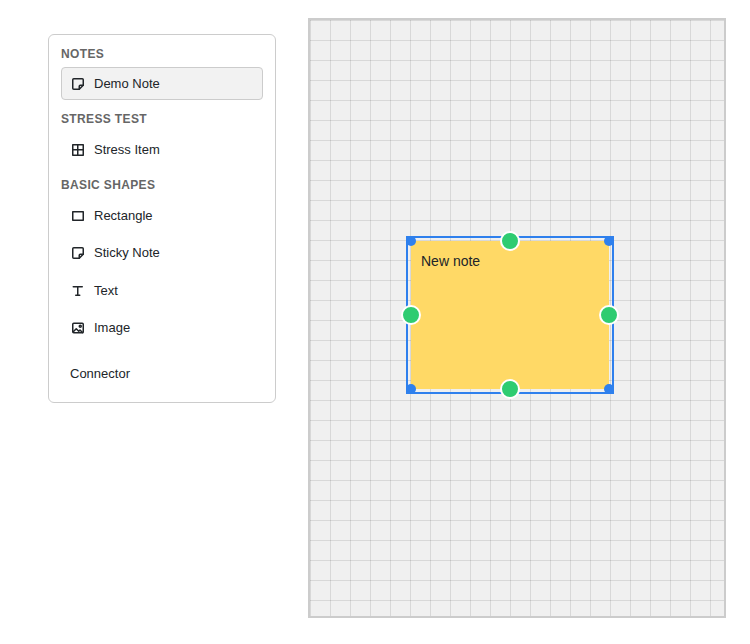 NOTES
Demo Note
STRESS TEST
Stress Item
BASIC SHAPES
Rectangle
Sticky Note
Text
Image
Connector
New note